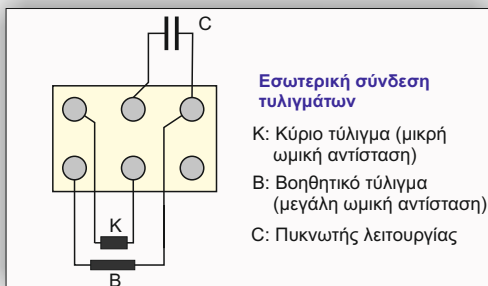 C
Εσωτερική σύνδεση
τυλιγμάτων
Κ: Κύριο τύλιγμα (μικρή
ωμική αντίσταση)
Β: Βοηθητικό τύλιγμα
(μεγάλη ωμική αντίσταση)
C: Πυκνωτής λειτουργίας
Κ
Β